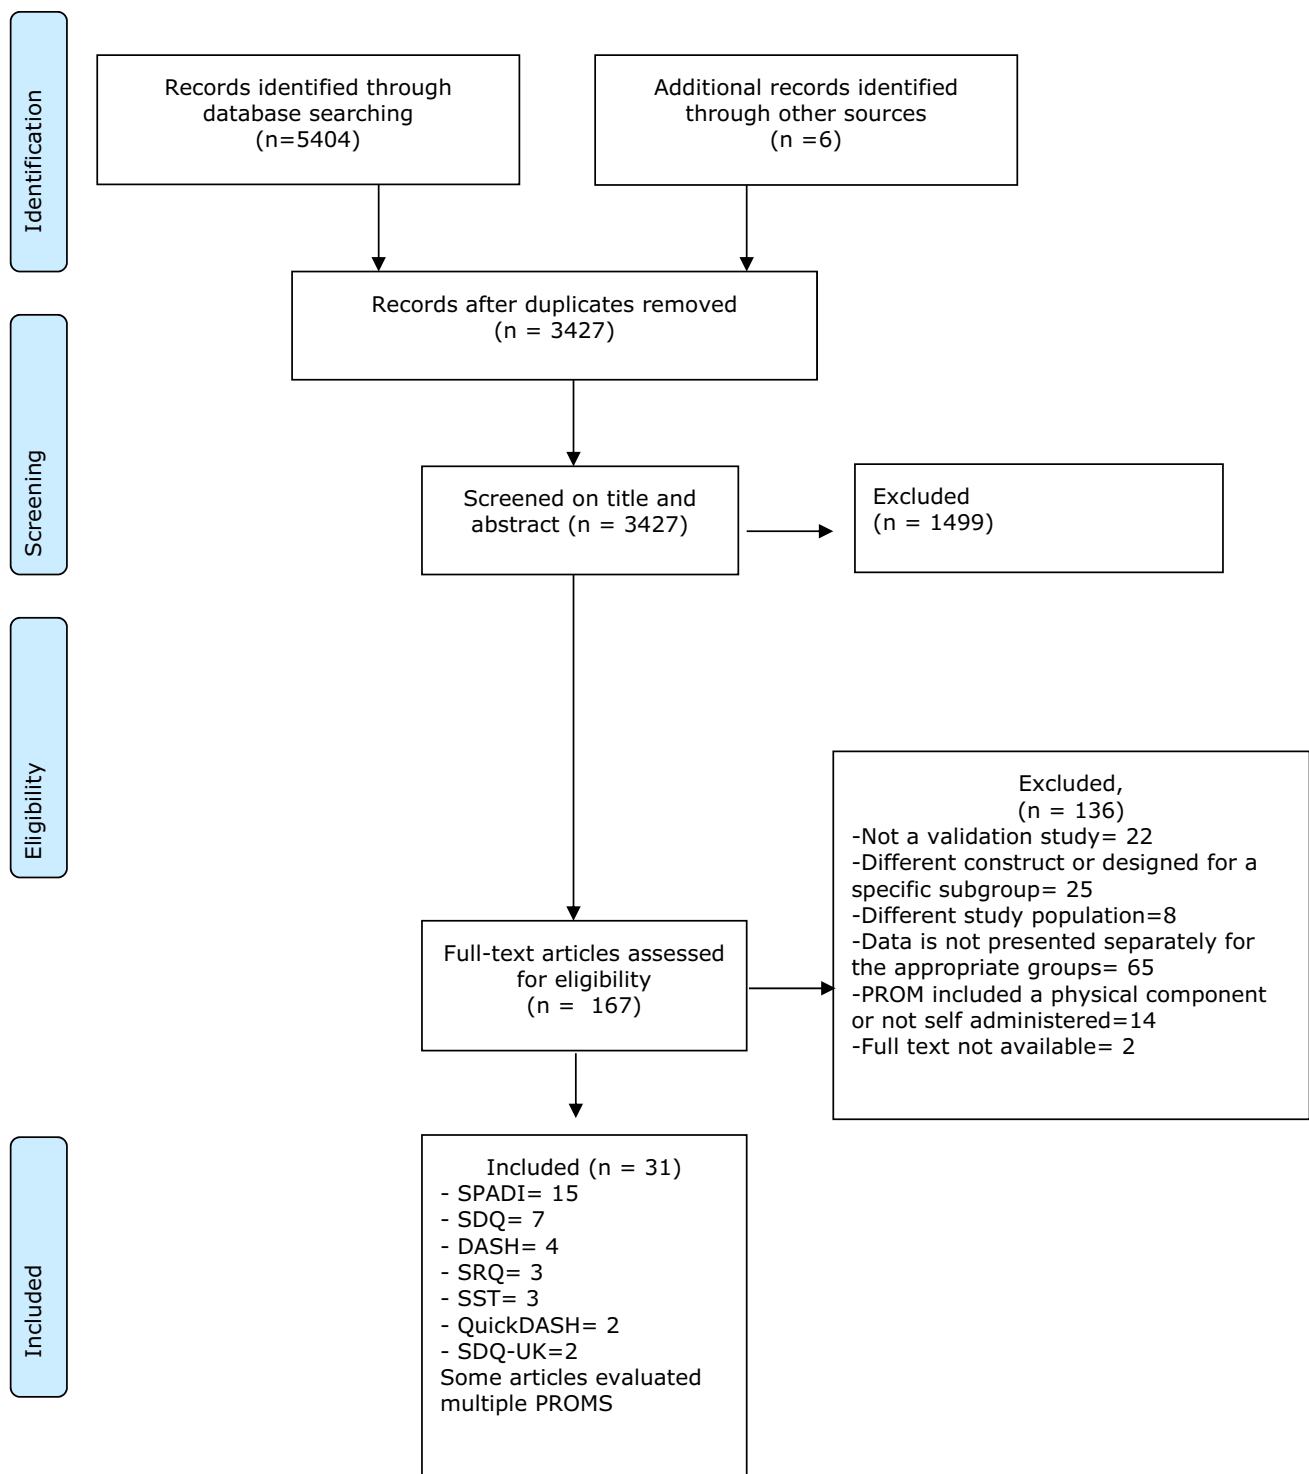 Identification
Records identified through
database searching
(n=5404)
Additional records identified
through other sources
(n =6)
Records after duplicates removed
(n = 3427)
Screening
Screened on title and
abstract (n = 3427)
Excluded
(n = 1499)
Eligibility
Full-text articles assessed
for eligibility
(n =  167)
Excluded,
(n = 136)
-Not a validation study= 22
-Different construct or designed for a
specific subgroup= 25
-Different study population=8
-Data is not presented separately for
the appropriate groups= 65
-PROM included a physical component
or not self administered=14
-Full text not available= 2
Included
Included (n = 31)
- SPADI= 15
- SDQ= 7
- DASH= 4
- SRQ= 3
- SST= 3
- QuickDASH= 2
- SDQ-UK=2
Some articles evaluated
multiple PROMS